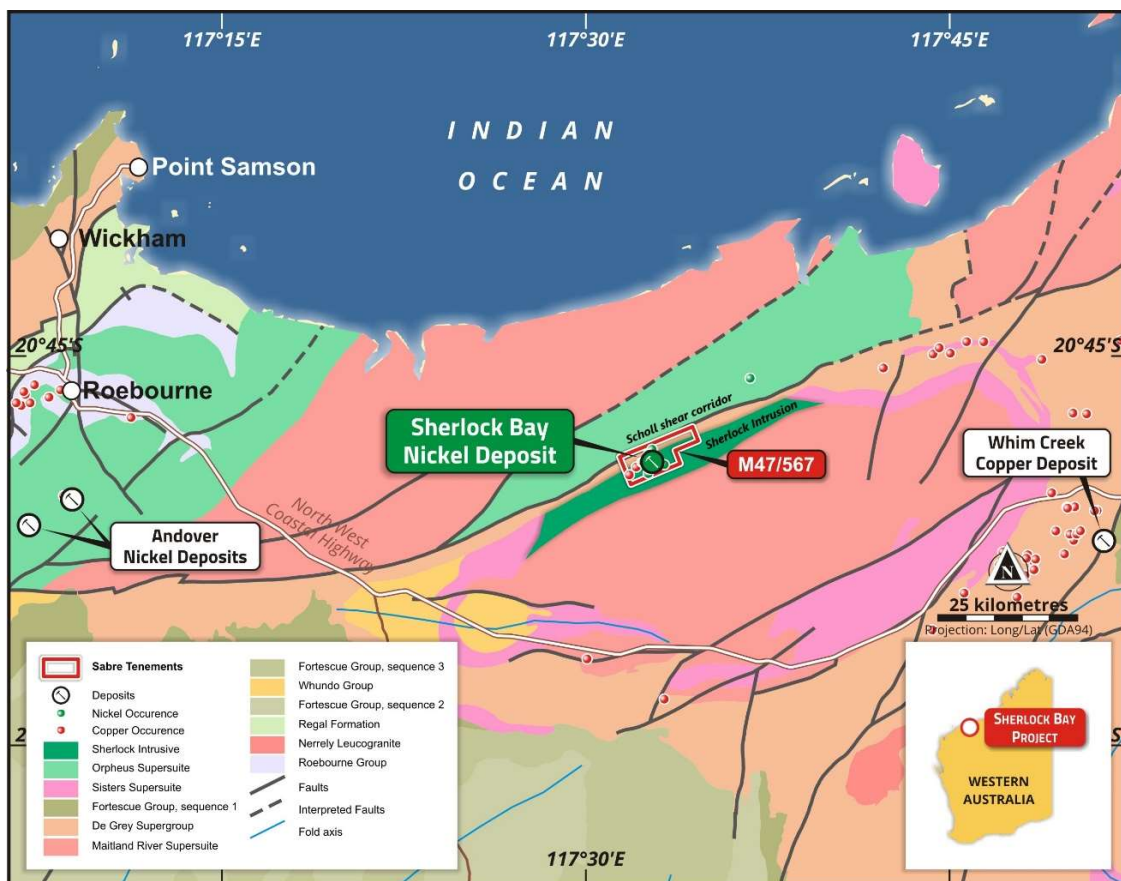 117°15'E
117°30'E
117°45'E
INDIAN
OCEAN
Point Samson
Wickham
20°45'S
20°45'S
Roebourne
Sherlock Bay
Nickel Deposit
Scholl shear corridor
Sherlock Intrusion
M47/567
Whim Creek
Copper Deposit
North West
Coastal Highway
Andover
Nickel Deposits
N
25 kilometres
Projection: Long/Lat (GDA94)
Sabre Tenements
Deposits
Nickel Occurence
Copper Occurence
Sherlock Intrusive
Orpheus Supersuite
Sisters Supersuite
Fortescue Group, sequence 1
De Grey Supergroup
Maitland River Supersuite
Fortescue Group, sequence 3
Whundo Group
Fortescue Group, sequence 2
Regal Formation
Nerrely Leucogranite
Roebourne Group
Faults
Interpreted Faults
Fold axis
SHERLOCK BAY
PROJECT
WESTERN
AUSTRALIA
117°30'E